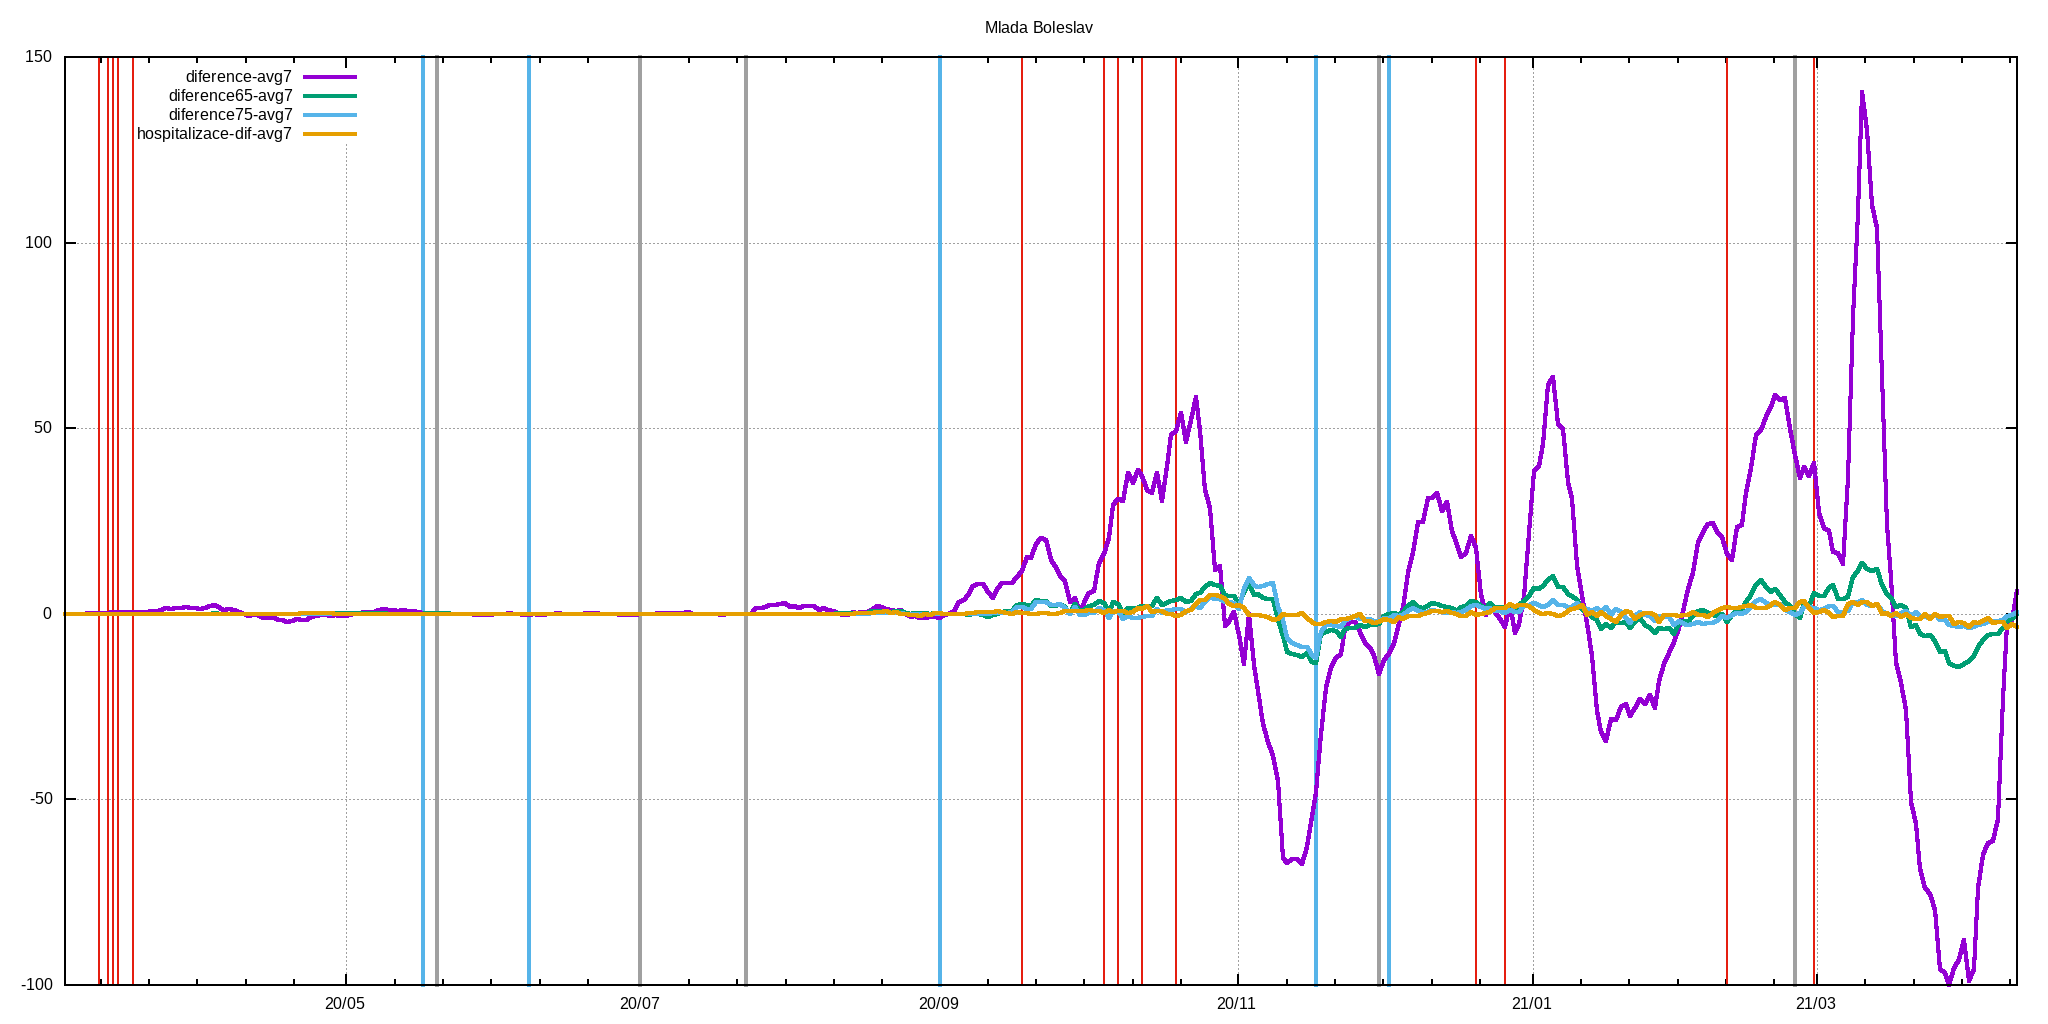 Mlada Boleslav
150
diference-avg7
diference65-avg7
diference75-avg7
hospitalizace-dif-avg7
100
50
0
-50
-100
20/05 20/07 20/09 20/11 21/01 21/03